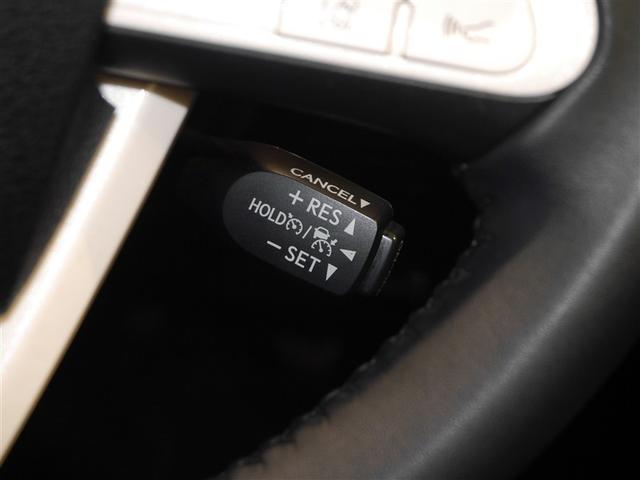 CANCEL▼
+ RES ▲
HOLD / ◀
− SET ▼